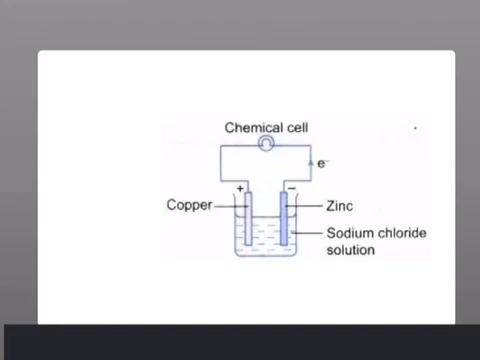 Chemical cell
e⁻
+ −
Copper
Zinc
Sodium chloride
solution